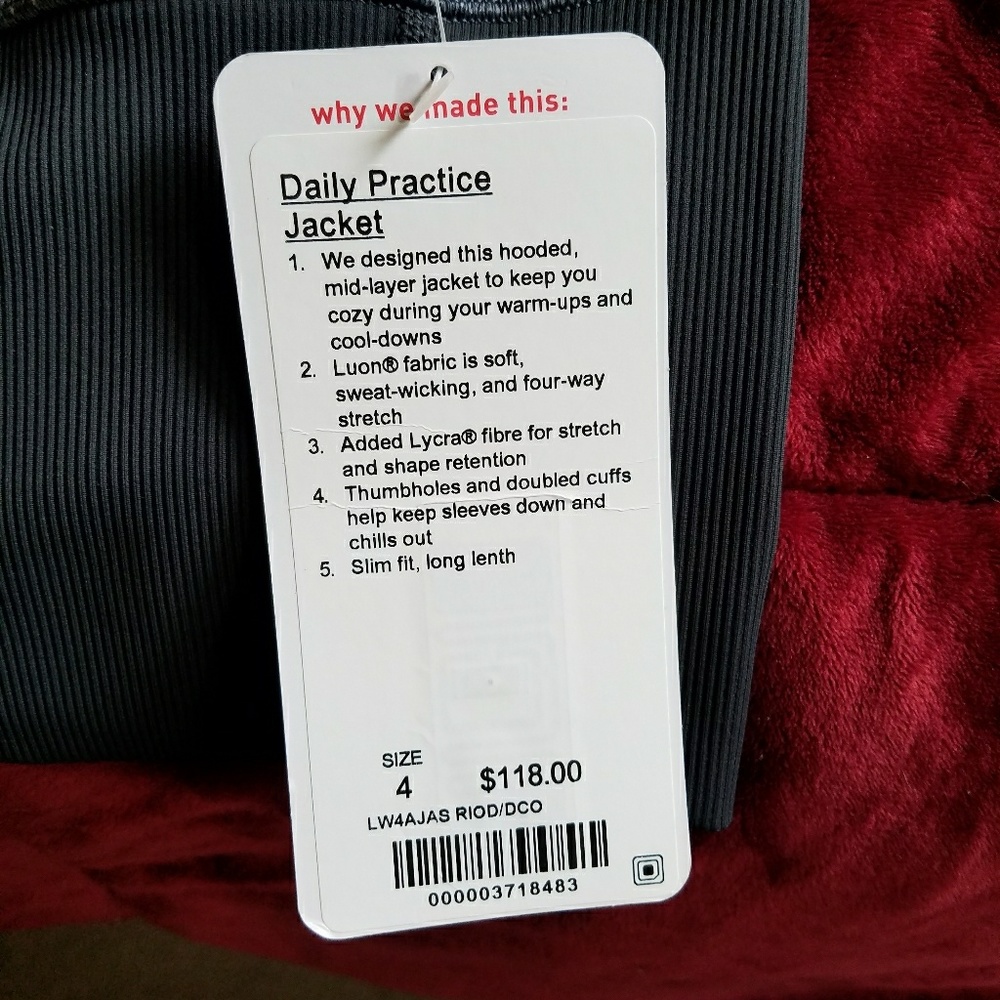 why we made this:
Daily Practice
Jacket
1. We designed this hooded,
mid-layer jacket to keep you
cozy during your warm-ups and
cool-downs
2. Luon® fabric is soft,
sweat-wicking, and four-way
stretch
3. Added Lycra® fibre for stretch
and shape retention
4. Thumbholes and doubled cuffs
help keep sleeves down and
chills out
5. Slim fit, long lenth
SIZE
4 $118.00
LW4AJAS RIOD/DCO
000003718483